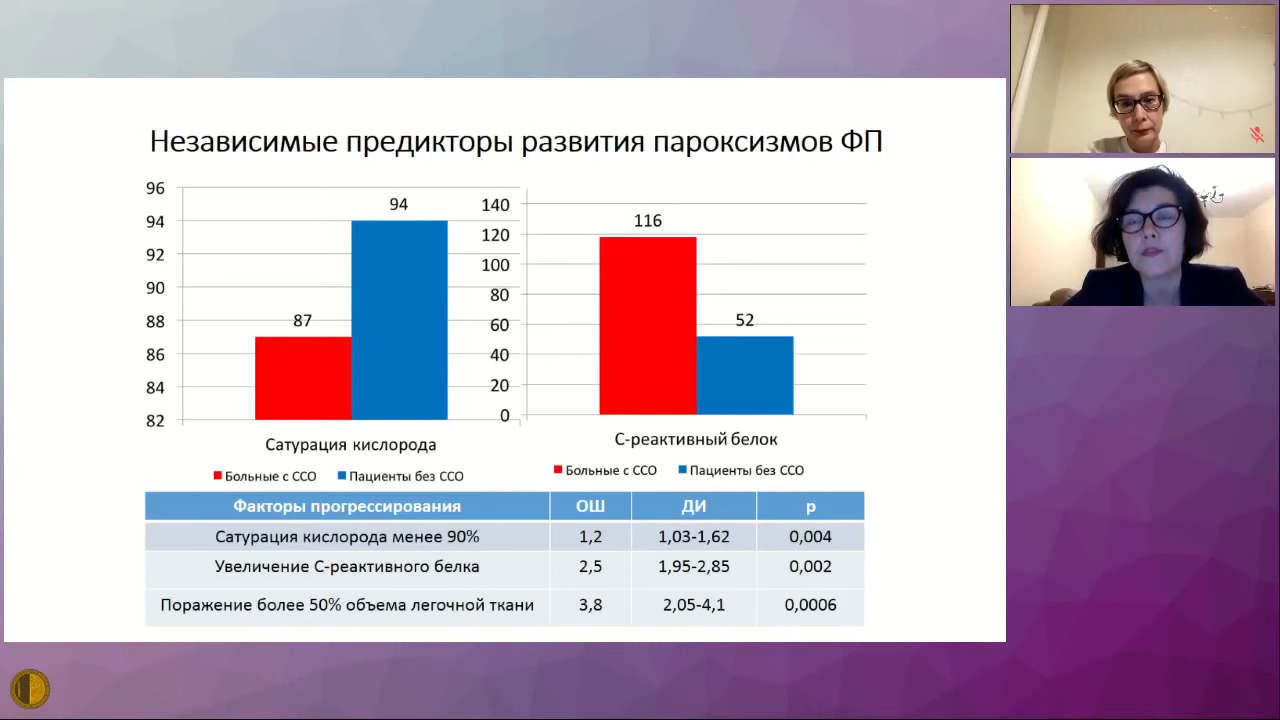 Независимые предикторы развития пароксизмов ФП
96
94
92
90
88
86
84
82
87
94
Сатурация кислорода
Больные с ССО Пациенты без ССО
140
120
100
80
60
40
20
0
116
52
С-реактивный белок
Больные с ССО Пациенты без ССО
Факторы прогрессирования ОШ ДИ р
Сатурация кислорода менее 90% 1,2 1,03-1,62 0,004
Увеличение С-реактивного белка 2,5 1,95-2,85 0,002
Поражение более 50% объема легочной ткани 3,8 2,05-4,1 0,0006